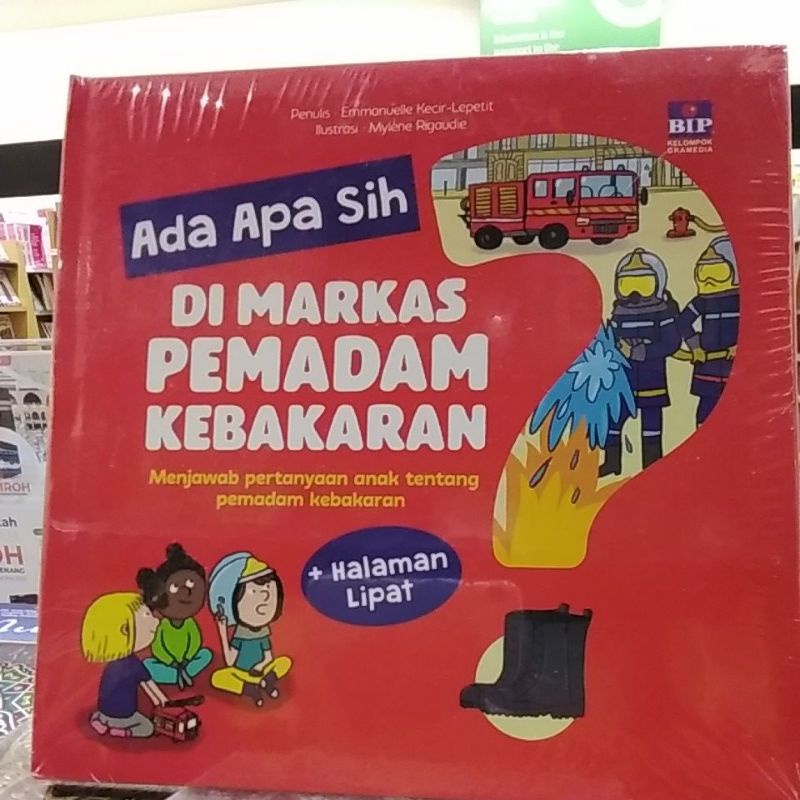 Penulis : Emmanuelle Kecir-Lepetit
Ilustrasi : Mylène Rigaudie
BIP
KELOMPOK
GRAMEDIA
Ada Apa Sih
DI MARKAS
PEMADAM
KEBAKARAN
Menjawab pertanyaan anak tentang
pemadam kebakaran
+ Halaman
Lipat